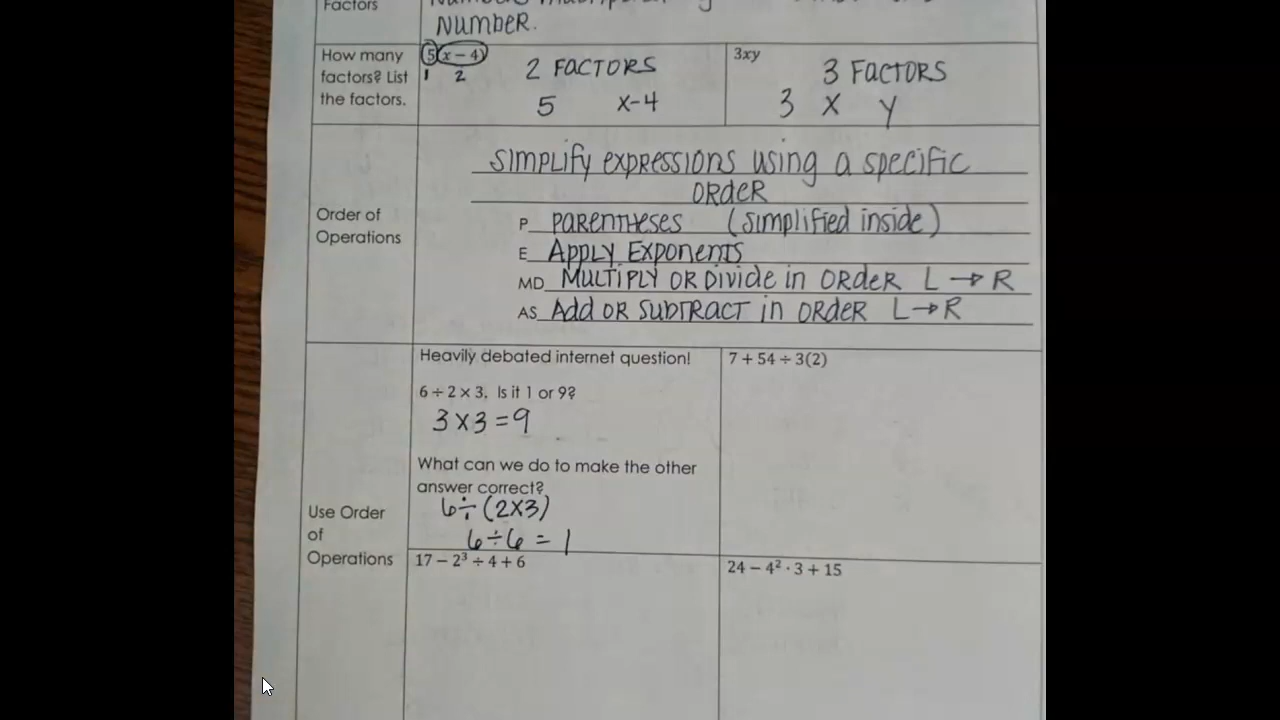 Factors
NUMBER.
How many
factors? List
the factors.
5(x − 4)
1 2
2 FACTORS
5 x-4
3xy
3 FACTORS
3 x y
Order of
Operations
Simplify expressions using a specific
ORdeR
P PARENTHESES (simplified inside)
E Apply Exponents
MD MULTIPLY OR Divide in ORdeR L → R
AS Add OR SUBTRACT in ORdeR L → R
Use Order
of
Operations
Heavily debated internet question!
6 ÷ 2 × 3. Is it 1 or 9?
3 x 3 = 9
What can we do to make the other
answer correct?
6 ÷ (2x3)
6 ÷ 6 = 1
7 + 54 ÷ 3(2)
17 − 2³ ÷ 4 + 6
24 − 4² · 3 + 15